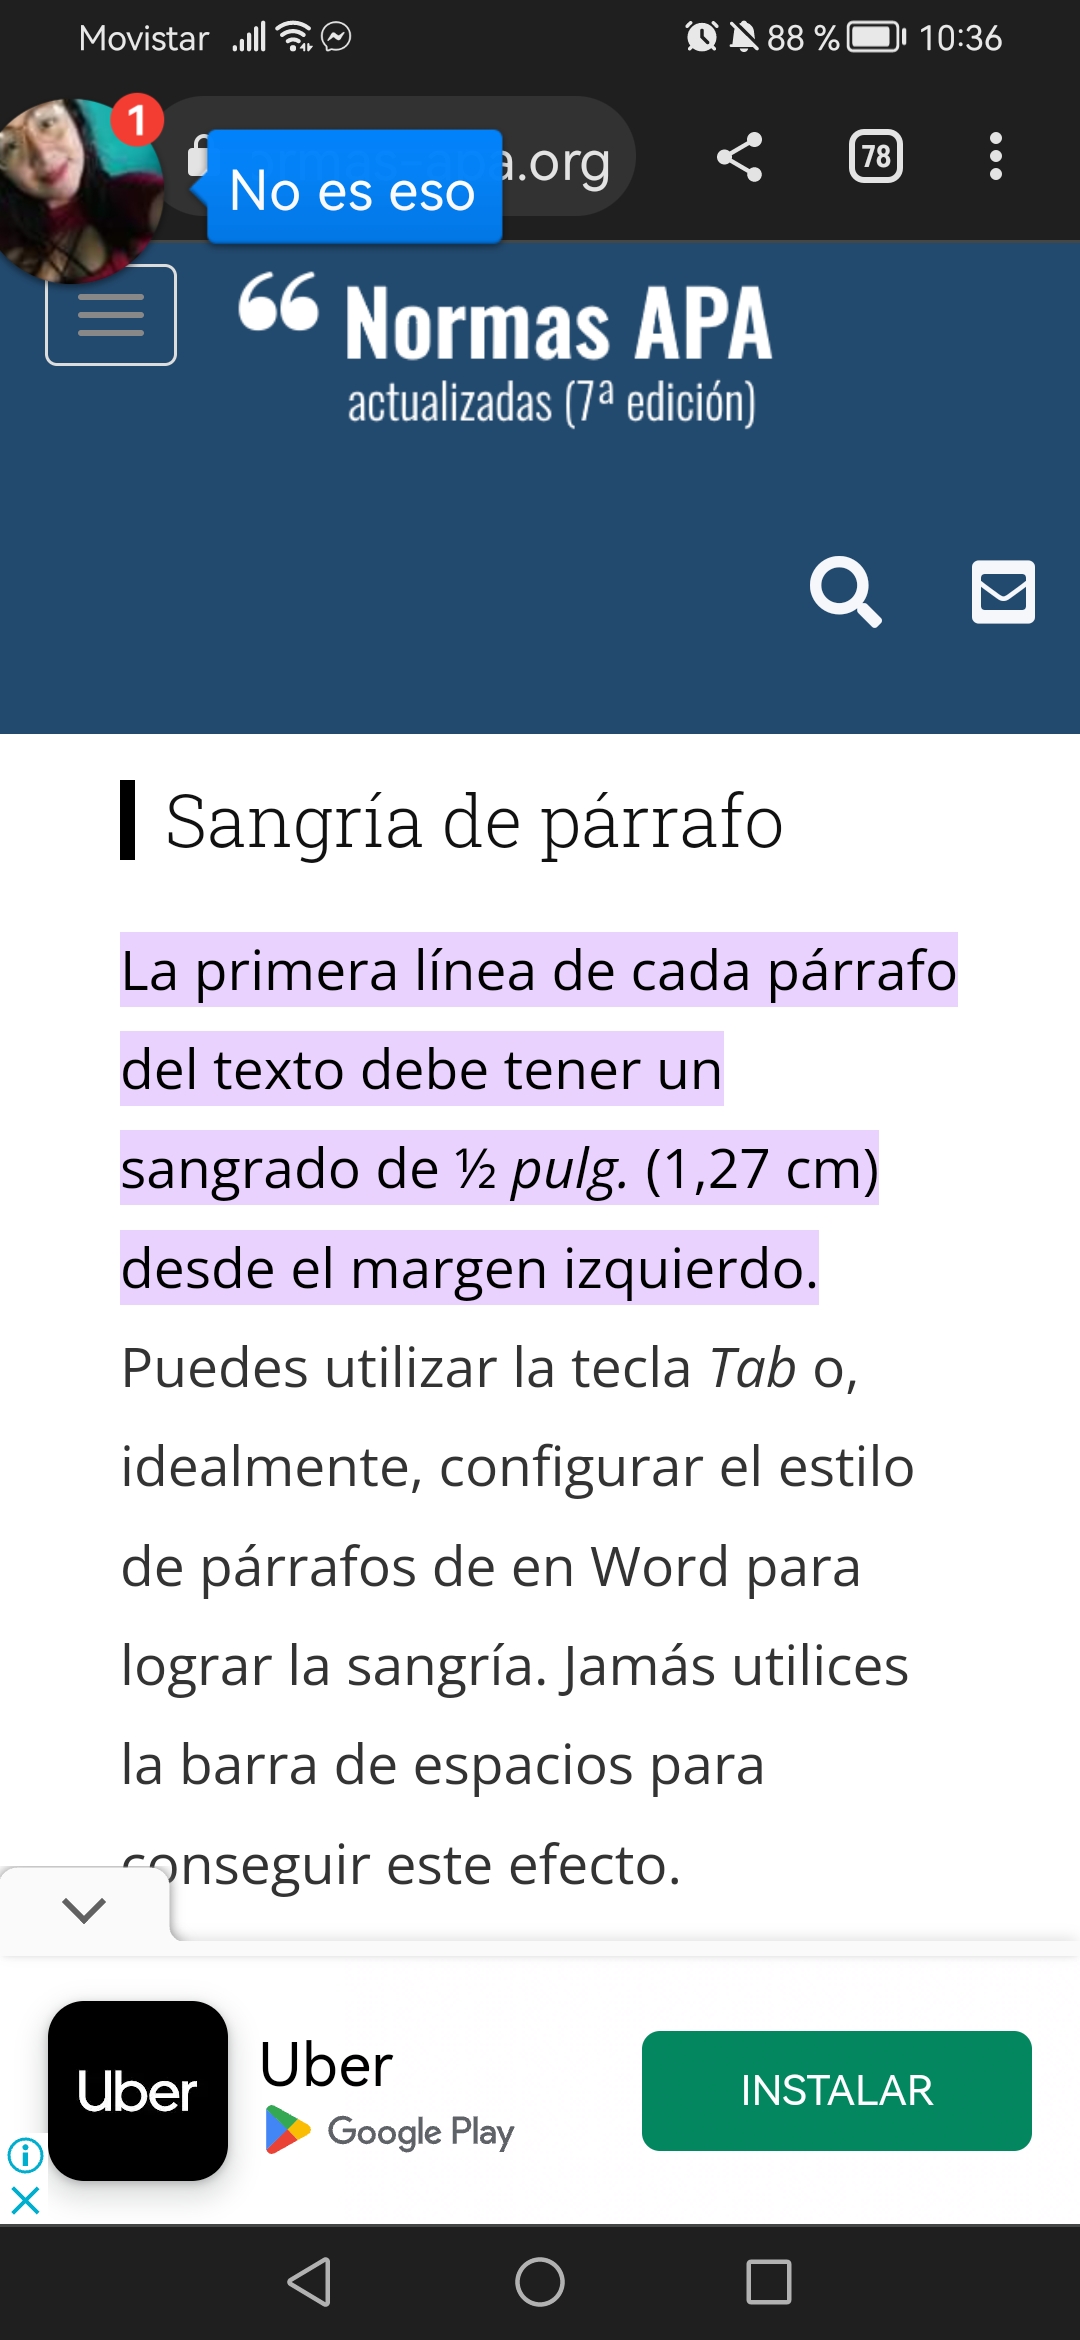 Movistar 88 % 10:36
1
No es eso
a.org
78
Normas APA
actualizadas (7ª edición)
Sangría de párrafo
La primera línea de cada párrafo
del texto debe tener un
sangrado de ½ pulg. (1,27 cm)
desde el margen izquierdo.
Puedes utilizar la tecla Tab o,
idealmente, configurar el estilo
de párrafos de en Word para
lograr la sangría. Jamás utilices
la barra de espacios para
conseguir este efecto.
Uber
Uber
Google Play
INSTALAR